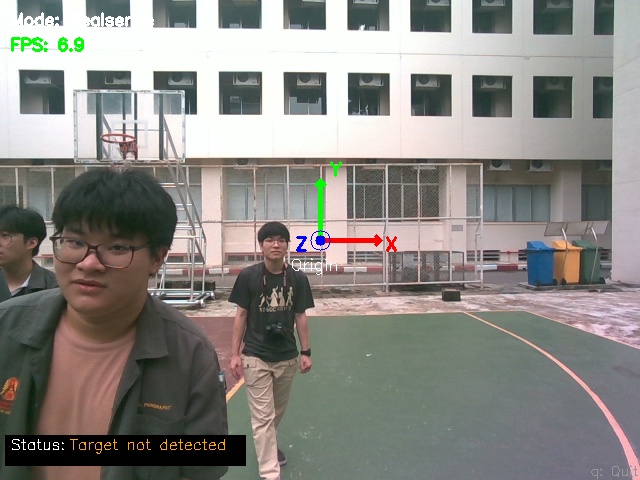 Mode: Realsense
FPS: 6.9
Y
Z
X
Origin
Status: Target not detected
q: Quit